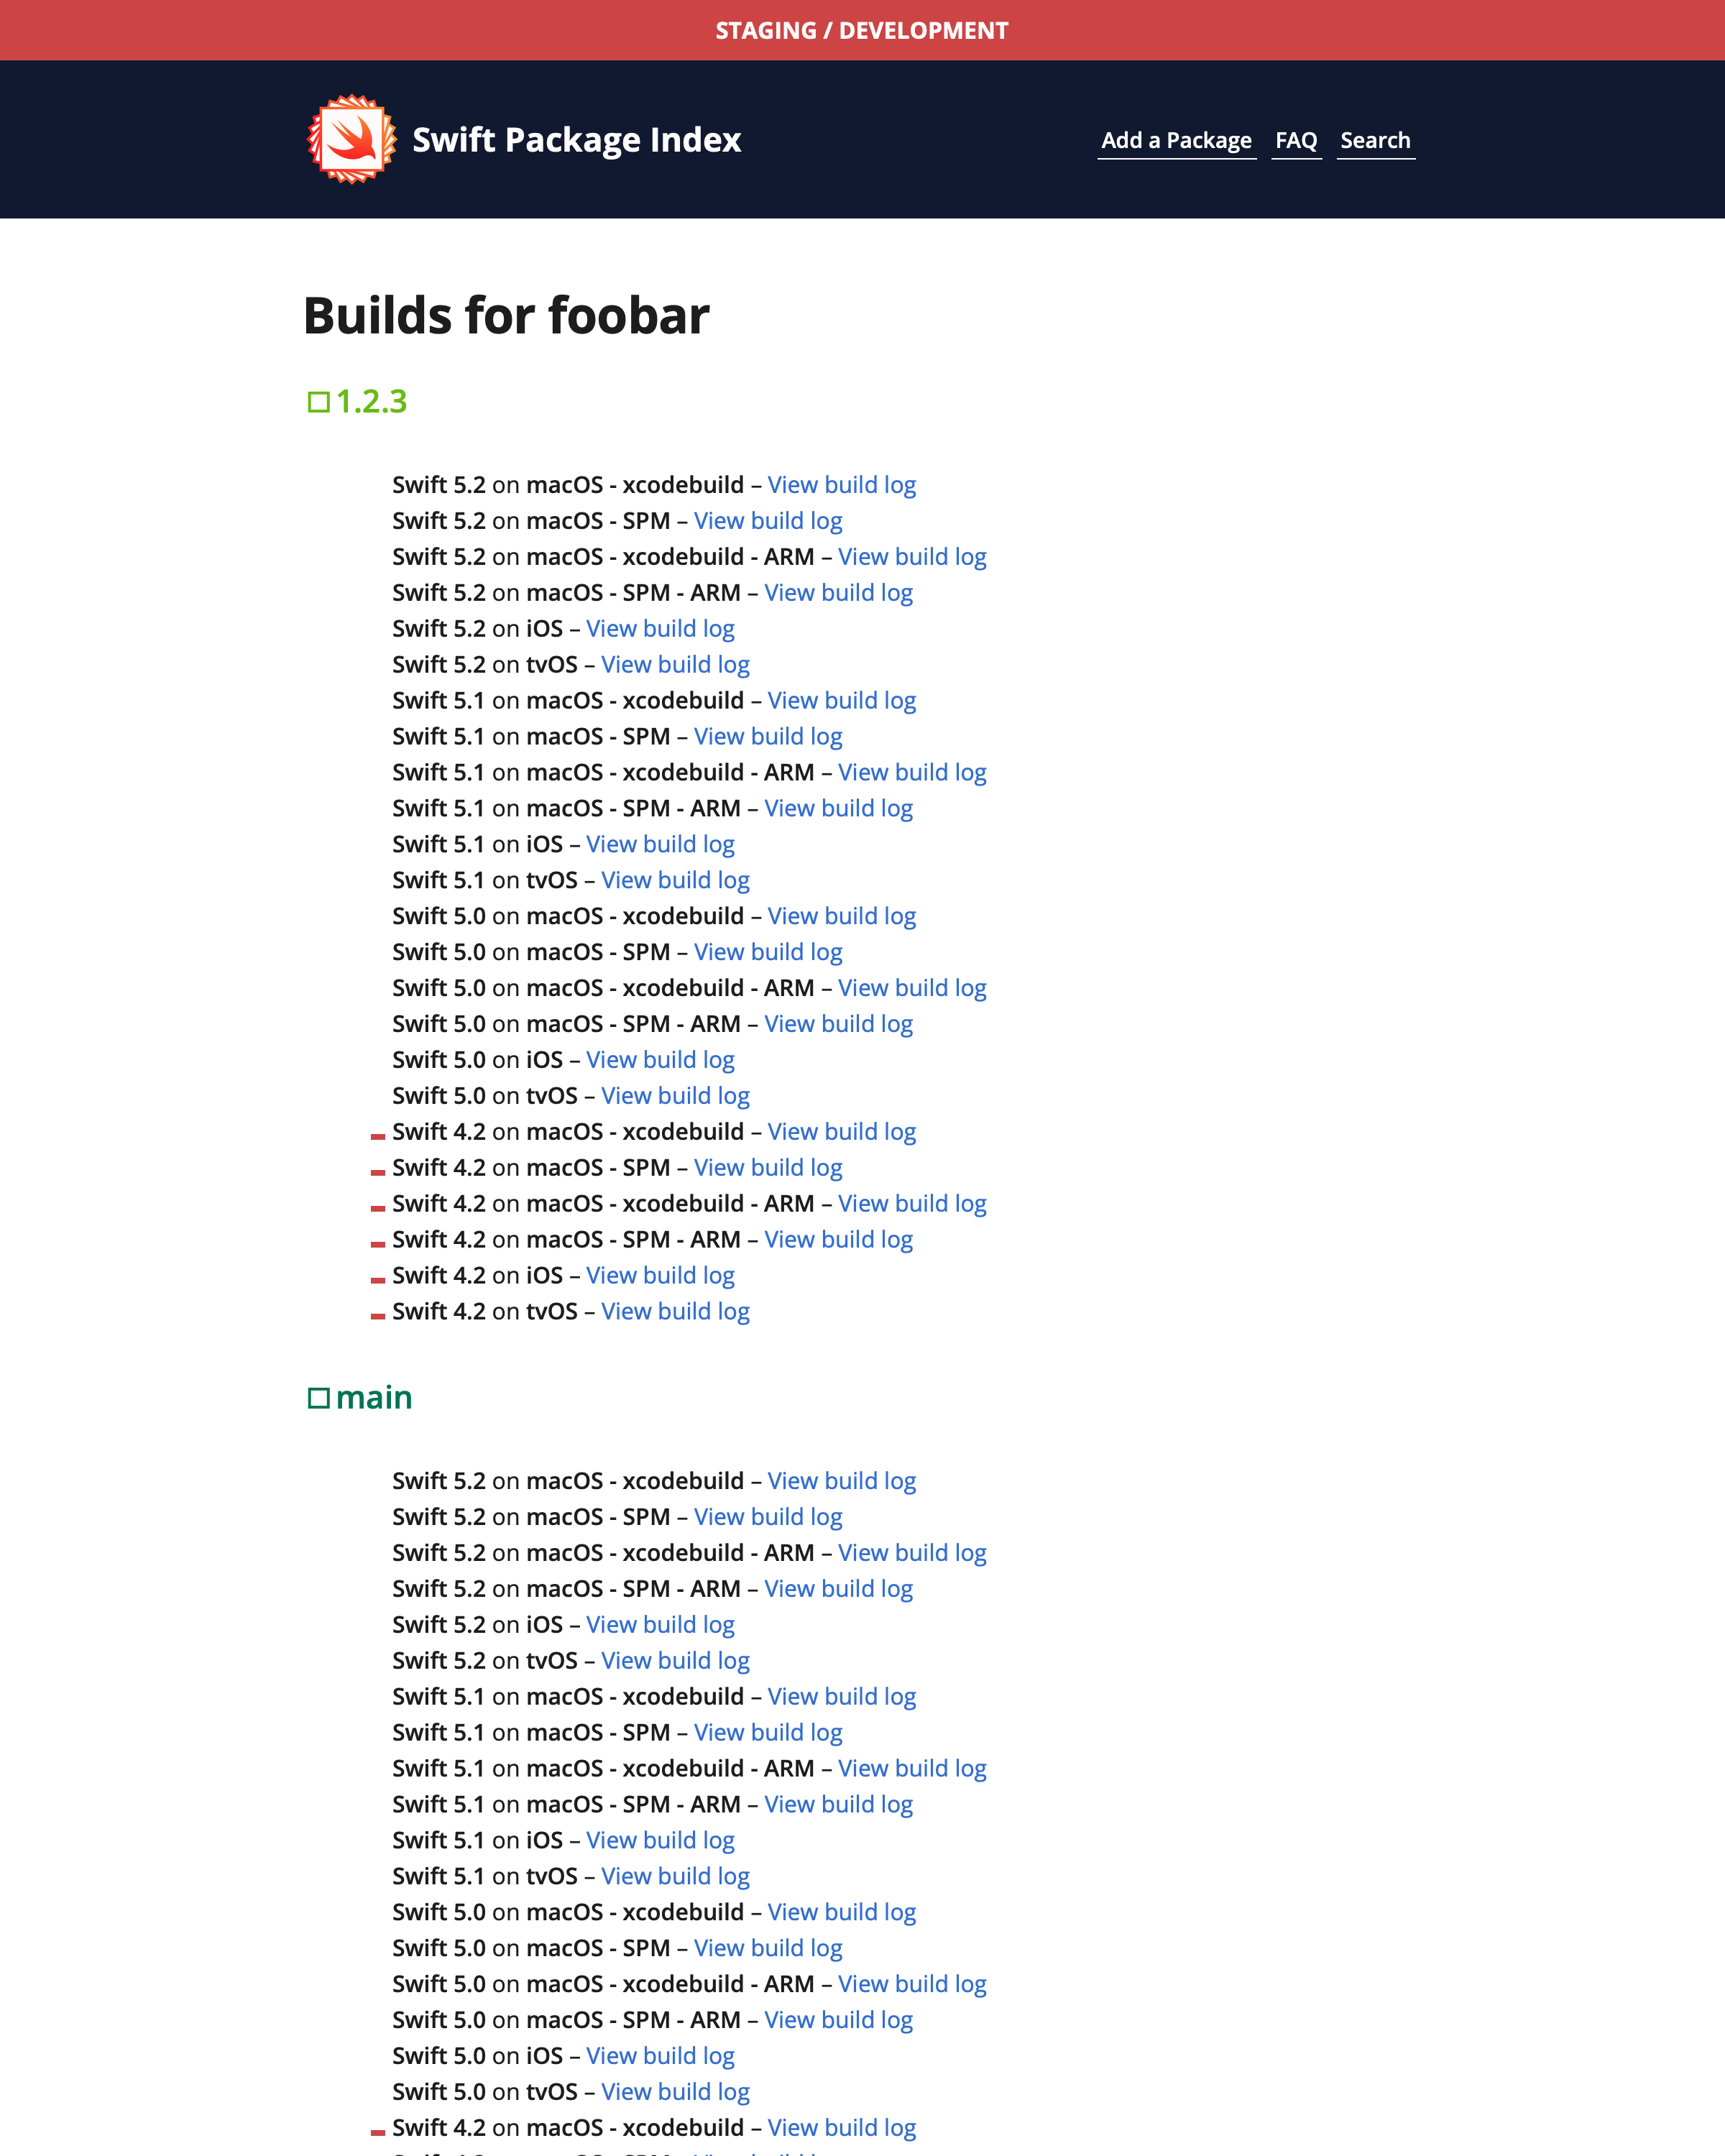 STAGING / DEVELOPMENT
Swift Package Index
Add a Package FAQ Search
Builds for foobar
1.2.3
Swift 5.2 on macOS - xcodebuild – View build log
Swift 5.2 on macOS - SPM – View build log
Swift 5.2 on macOS - xcodebuild - ARM – View build log
Swift 5.2 on macOS - SPM - ARM – View build log
Swift 5.2 on iOS – View build log
Swift 5.2 on tvOS – View build log
Swift 5.1 on macOS - xcodebuild – View build log
Swift 5.1 on macOS - SPM – View build log
Swift 5.1 on macOS - xcodebuild - ARM – View build log
Swift 5.1 on macOS - SPM - ARM – View build log
Swift 5.1 on iOS – View build log
Swift 5.1 on tvOS – View build log
Swift 5.0 on macOS - xcodebuild – View build log
Swift 5.0 on macOS - SPM – View build log
Swift 5.0 on macOS - xcodebuild - ARM – View build log
Swift 5.0 on macOS - SPM - ARM – View build log
Swift 5.0 on iOS – View build log
Swift 5.0 on tvOS – View build log
Swift 4.2 on macOS - xcodebuild – View build log
Swift 4.2 on macOS - SPM – View build log
Swift 4.2 on macOS - xcodebuild - ARM – View build log
Swift 4.2 on macOS - SPM - ARM – View build log
Swift 4.2 on iOS – View build log
Swift 4.2 on tvOS – View build log
main
Swift 5.2 on macOS - xcodebuild – View build log
Swift 5.2 on macOS - SPM – View build log
Swift 5.2 on macOS - xcodebuild - ARM – View build log
Swift 5.2 on macOS - SPM - ARM – View build log
Swift 5.2 on iOS – View build log
Swift 5.2 on tvOS – View build log
Swift 5.1 on macOS - xcodebuild – View build log
Swift 5.1 on macOS - SPM – View build log
Swift 5.1 on macOS - xcodebuild - ARM – View build log
Swift 5.1 on macOS - SPM - ARM – View build log
Swift 5.1 on iOS – View build log
Swift 5.1 on tvOS – View build log
Swift 5.0 on macOS - xcodebuild – View build log
Swift 5.0 on macOS - SPM – View build log
Swift 5.0 on macOS - xcodebuild - ARM – View build log
Swift 5.0 on macOS - SPM - ARM – View build log
Swift 5.0 on iOS – View build log
Swift 5.0 on tvOS – View build log
Swift 4.2 on macOS - xcodebuild – View build log